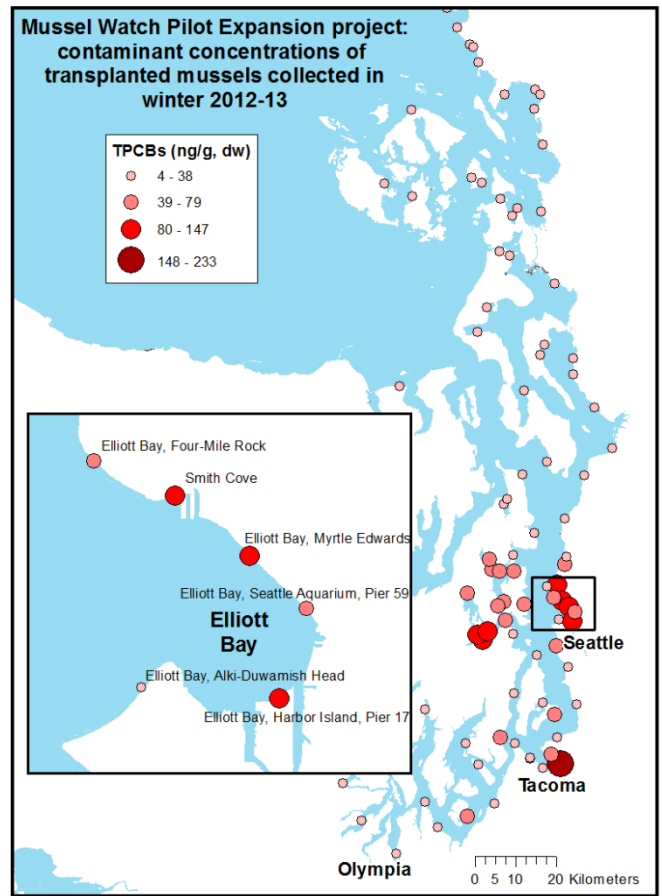 Mussel Watch Pilot Expansion project:
contaminant concentrations of
transplanted mussels collected in
winter 2012-13
TPCBs (ng/g, dw)
4 - 38
39 - 79
80 - 147
148 - 233
Elliott Bay, Four-Mile Rock
Smith Cove
Elliott Bay, Myrtle Edwards
Elliott Bay, Seattle Aquarium, Pier 59
Elliott
Bay
Elliott Bay, Alki-Duwamish Head
Elliott Bay, Harbor Island, Pier 17
Seattle
Tacoma
Olympia
0 5 10 20 Kilometers